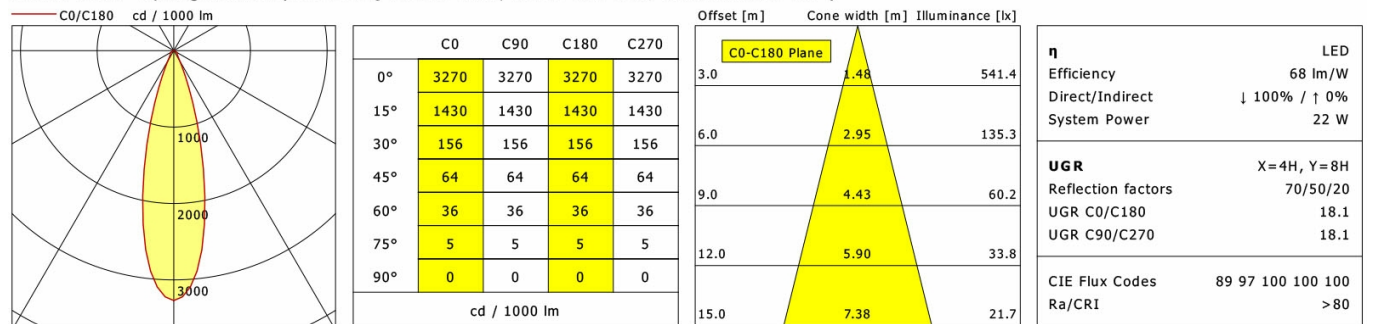 C0/C180 cd / 1000 lm
1000
2000
3000
C0 C90 C180 C270
0° 3270 3270 3270 3270
15° 1430 1430 1430 1430
30° 156 156 156 156
45° 64 64 64 64
60° 36 36 36 36
75° 5 5 5 5
90° 0 0 0 0
cd / 1000 lm
Offset [m] Cone width [m] Illuminance [lx]
C0-C180 Plane
3.0 1.48 541.4
6.0 2.95 135.3
9.0 4.43 60.2
12.0 5.90 33.8
15.0 7.38 21.7
η LED
Efficiency 68 lm/W
Direct/Indirect ↓ 100% / ↑ 0%
System Power 22 W
UGR X=4H, Y=8H
Reflection factors 70/50/20
UGR C0/C180 18.1
UGR C90/C270 18.1
CIE Flux Codes 89 97 100 100 100
Ra/CRI >80